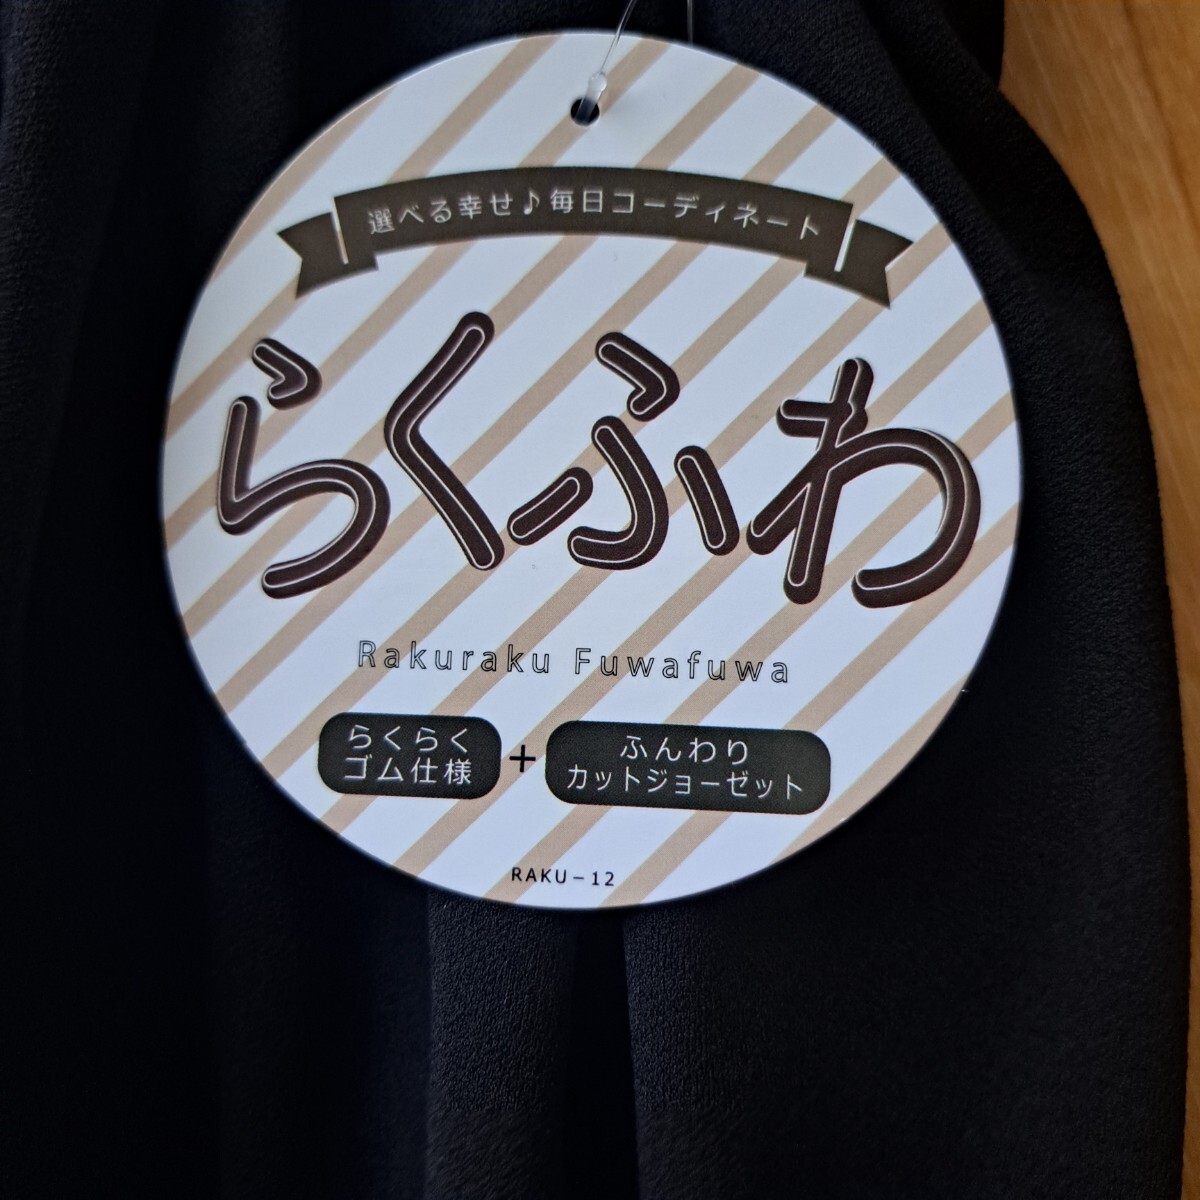 選べる幸せ♪毎日コーディネート
らくふわ
Rakuraku Fuwafuwa
らくらく
ゴム仕様
+
ふんわり
カットジョーゼット
RAKU−12